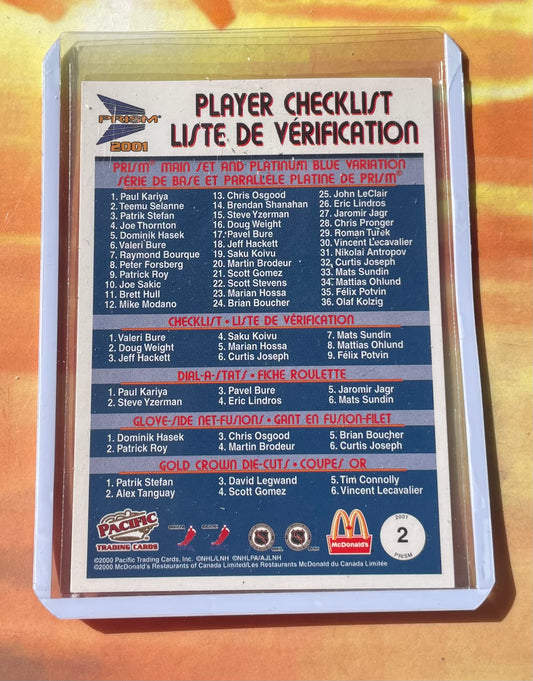 PRISM
2001
PLAYER CHECKLIST
LISTE DE VÉRIFICATION
PRISM® MAIN SET AND PLATINUM BLUE VARIATION
SÉRIE DE BASE ET PARALLÈLE PLATINE DE PRISM®
1. Paul Kariya
2. Teemu Selanne
3. Patrik Stefan
4. Joe Thornton
5. Dominik Hasek
6. Valeri Bure
7. Raymond Bourque
8. Peter Forsberg
9. Patrick Roy
10. Joe Sakic
11. Brett Hull
12. Mike Modano
13. Chris Osgood
14. Brendan Shanahan
15. Steve Yzerman
16. Doug Weight
17. Pavel Bure
18. Jeff Hackett
19. Saku Koivu
20. Martin Brodeur
21. Scott Gomez
22. Scott Stevens
23. Marian Hossa
24. Brian Boucher
25. John LeClair
26. Eric Lindros
27. Jaromir Jagr
28. Chris Pronger
29. Roman Turek
30. Vincent Lecavalier
31. Nikolai Antropov
32. Curtis Joseph
33. Mats Sundin
34. Mattias Ohlund
35. Félix Potvin
36. Olaf Kolzig
CHECKLIST • LISTE DE VÉRIFICATION
1. Valeri Bure
2. Doug Weight
3. Jeff Hackett
4. Saku Koivu
5. Marian Hossa
6. Curtis Joseph
7. Mats Sundin
8. Mattias Ohlund
9. Félix Potvin
DIAL-A-STATS • FICHE ROULETTE
1. Paul Kariya
2. Steve Yzerman
3. Pavel Bure
4. Eric Lindros
5. Jaromir Jagr
6. Mats Sundin
GLOVE-SIDE NET-FUSIONS • GANT EN FUSION-FILET
1. Dominik Hasek
2. Patrick Roy
3. Chris Osgood
4. Martin Brodeur
5. Brian Boucher
6. Curtis Joseph
GOLD CROWN DIE-CUTS • COUPES OR
1. Patrik Stefan
2. Alex Tanguay
3. David Legwand
4. Scott Gomez
5. Tim Connolly
6. Vincent Lecavalier
PACIFIC
TRADING CARDS
McDonald's
2001
2
PRISM
©2000 Pacific Trading Cards, Inc. ©NHL/LNH ©NHLPA/AJLNH
©2000 McDonald's Restaurants of Canada Limited/Les Restaurants McDonald's du Canada Limitée